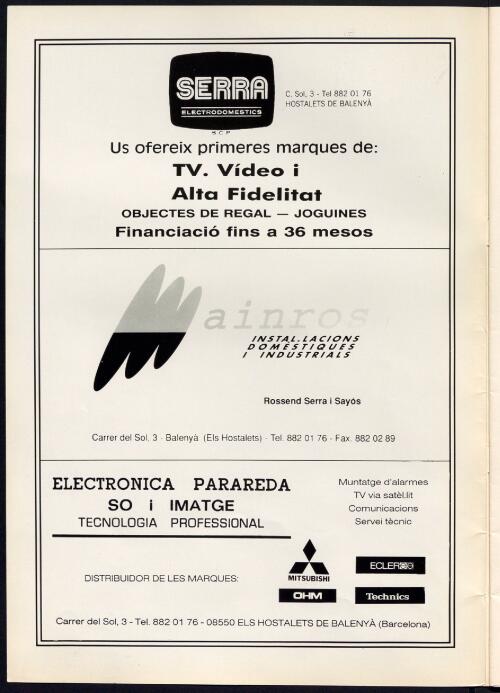 SERRA
ELECTRODOMESTICS
S.C.P.
C. Sol, 3 - Tel 882 01 76
HOSTALETS DE BALENYÀ
Us ofereix primeres marques de:
TV. Vídeo i
Alta Fidelitat
OBJECTES DE REGAL — JOGUINES
Financiació fins a 36 mesos
ainros
INSTAL.LACIONS
DOMÈSTIQUES
I INDUSTRIALS
Rossend Serra i Sayós
Carrer del Sol, 3 - Balenyà (Els Hostalets) - Tel. 882 01 76 - Fax. 882 02 89
ELECTRONICA PARAREDA
SO i IMATGE
TECNOLOGIA PROFESSIONAL
Muntatge d'alarmes
TV via satèl.lit
Comunicacions
Servei tècnic
DISTRIBUIDOR DE LES MARQUES:
MITSUBISHI
ECLER
OHM
Technics
Carrer del Sol, 3 - Tel. 882 01 76 - 08550 ELS HOSTALETS DE BALENYÀ (Barcelona)